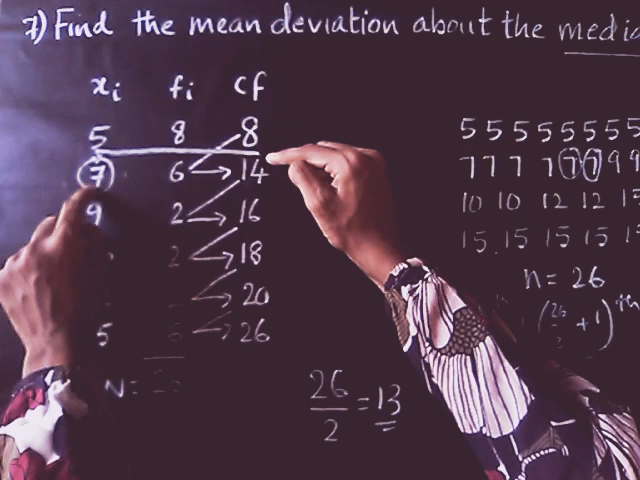 7) Find the mean deviation about the media
xi fi cf
5 8 8
7 6 14
9 2 16
2 18
20
5 6 26
N =
26/2 = 13
5 5 5 5 5 5 5 5
7 7 7 7 7 7 9 9
10 10 12 12 15
15 15 15 15 15
n = 26
(26/2 + 1)th